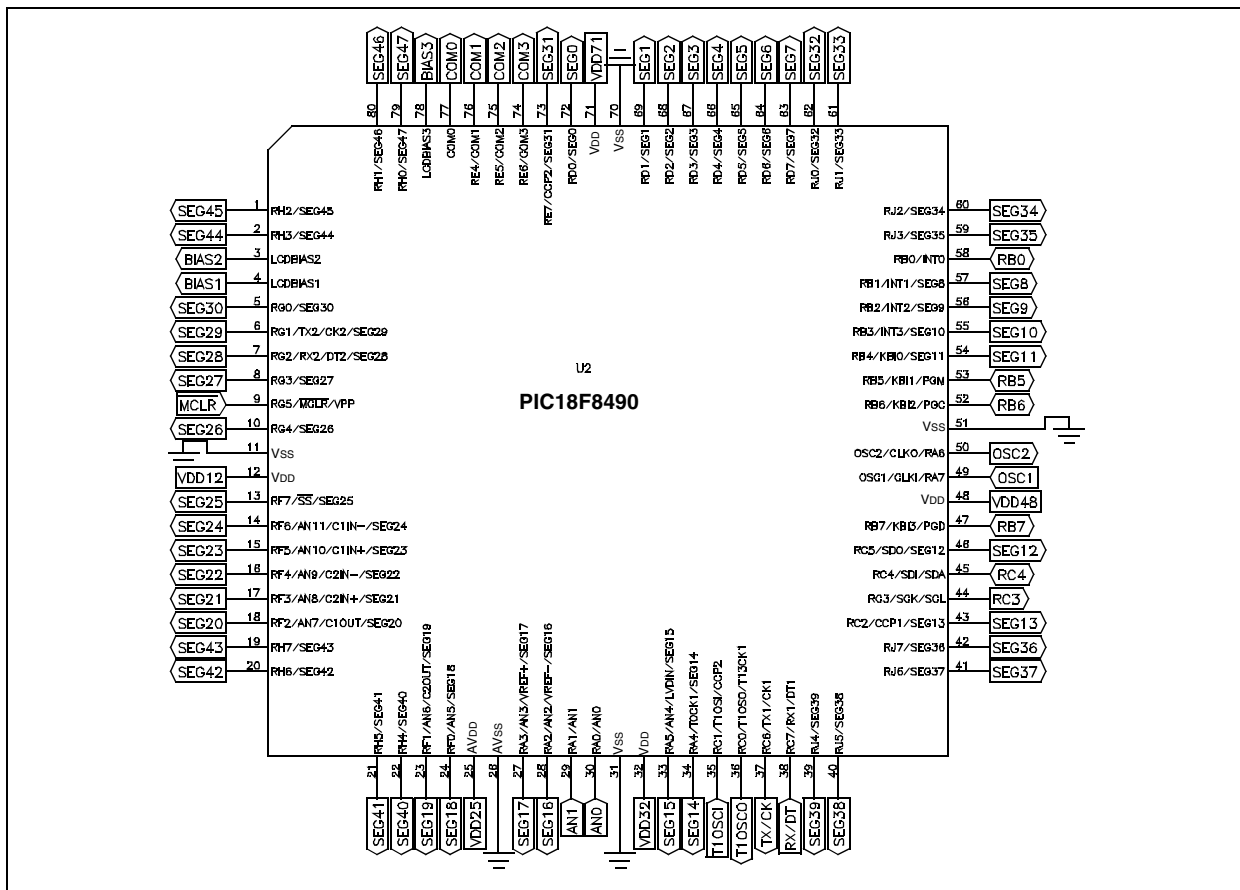 SEG46 SEG47 BIAS3 COM0 COM1 COM2 COM3 SEG31 SEG0 VDD71 SEG1 SEG2 SEG3 SEG4 SEG5 SEG6 SEG7 SEG32 SEG33
80 79 78 77 76 75 74 73 72 71 70 69 68 67 66 65 64 63 62 61
RH1/SEG46 RH0/SEG47 LCDBIAS3 COM0 RE4/COM1 RE5/COM2 RE6/COM3 RE7/CCP2/SEG31 RD0/SEG0 VDD VSS RD1/SEG1 RD2/SEG2 RD3/SEG3 RD4/SEG4 RD5/SEG5 RD6/SEG6 RD7/SEG7 RJ0/SEG32 RJ1/SEG33
SEG45 1 RH2/SEG45
SEG44 2 RH3/SEG44
BIAS2 3 LCDBIAS2
BIAS1 4 LCDBIAS1
SEG30 5 RG0/SEG30
SEG29 6 RG1/TX2/CK2/SEG29
SEG28 7 RG2/RX2/DT2/SEG28
SEG27 8 RG3/SEG27
MCLR 9 RG5/MCLR/VPP
SEG26 10 RG4/SEG26
11 VSS
VDD12 12 VDD
SEG25 13 RF7/SS/SEG25
SEG24 14 RF6/AN11/C1IN-/SEG24
SEG23 15 RF5/AN10/C1IN+/SEG23
SEG22 16 RF4/AN9/C2IN-/SEG22
SEG21 17 RF3/AN8/C2IN+/SEG21
SEG20 18 RF2/AN7/C1OUT/SEG20
SEG43 19 RH7/SEG43
SEG42 20 RH6/SEG42
U2
PIC18F8490
RJ2/SEG34 60 SEG34
RJ3/SEG35 59 SEG35
RB0/INT0 58 RB0
RB1/INT1/SEG8 57 SEG8
RB2/INT2/SEG9 56 SEG9
RB3/INT3/SEG10 55 SEG10
RB4/KBI0/SEG11 54 SEG11
RB5/KBI1/PGM 53 RB5
RB6/KBI2/PGC 52 RB6
VSS 51
OSC2/CLKO/RA6 50 OSC2
OSC1/CLKI/RA7 49 OSC1
VDD 48 VDD48
RB7/KBI3/PGD 47 RB7
RC5/SDO/SEG12 46 SEG12
RC4/SDI/SDA 45 RC4
RC3/SCK/SCL 44 RC3
RC2/CCP1/SEG13 43 SEG13
RJ7/SEG36 42 SEG36
RJ6/SEG37 41 SEG37
RH5/SEG41 RH4/SEG40 RF1/AN6/C2OUT/SEG19 RF0/AN5/SEG18 AVDD AVSS RA3/AN3/VREF+/SEG17 RA2/AN2/VREF-/SEG16 RA1/AN1 RA0/AN0 VSS VDD RA5/AN4/LVDIN/SEG15 RA4/T0CK1/SEG14 RC1/T1OSI/CCP2 RC0/T1OSO/T13CK1 RC6/TX1/CK1 RC7/RX1/DT1 RJ4/SEG39 RJ5/SEG38
21 22 23 24 25 26 27 28 29 30 31 32 33 34 35 36 37 38 39 40
SEG41 SEG40 SEG19 SEG18 VDD25 SEG17 SEG16 AN1 AN0 VDD32 SEG15 SEG14 T1OSCI T1OSCO TX/CK RX/DT SEG39 SEG38